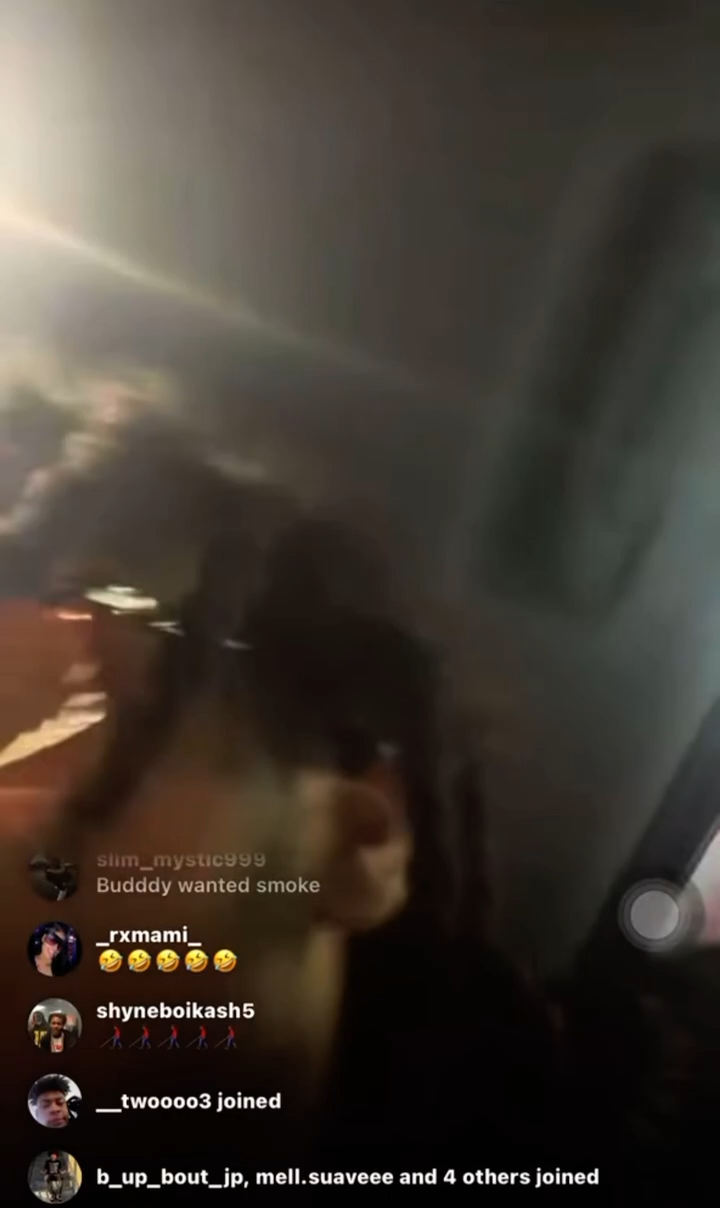 slim_mystic999
Budddy wanted smoke
_rxmami_
🤣🤣🤣🤣🤣
shyneboikash5
__twoooo3 joined
b_up_bout_jp, mell.suaveee and 4 others joined